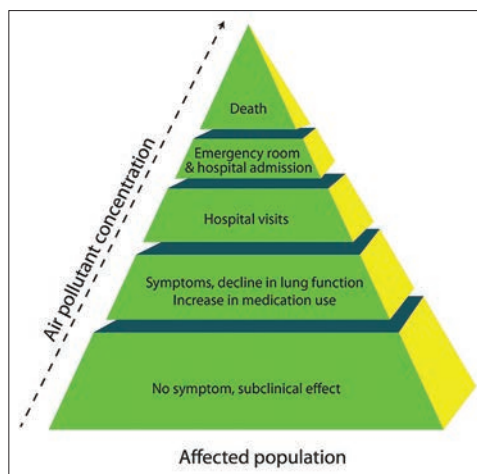 Death
Emergency room
& hospital admission
Hospital visits
Symptoms, decline in lung function
Increase in medication use
No symptom, subclinical effect
Air pollutant concentration
Affected population